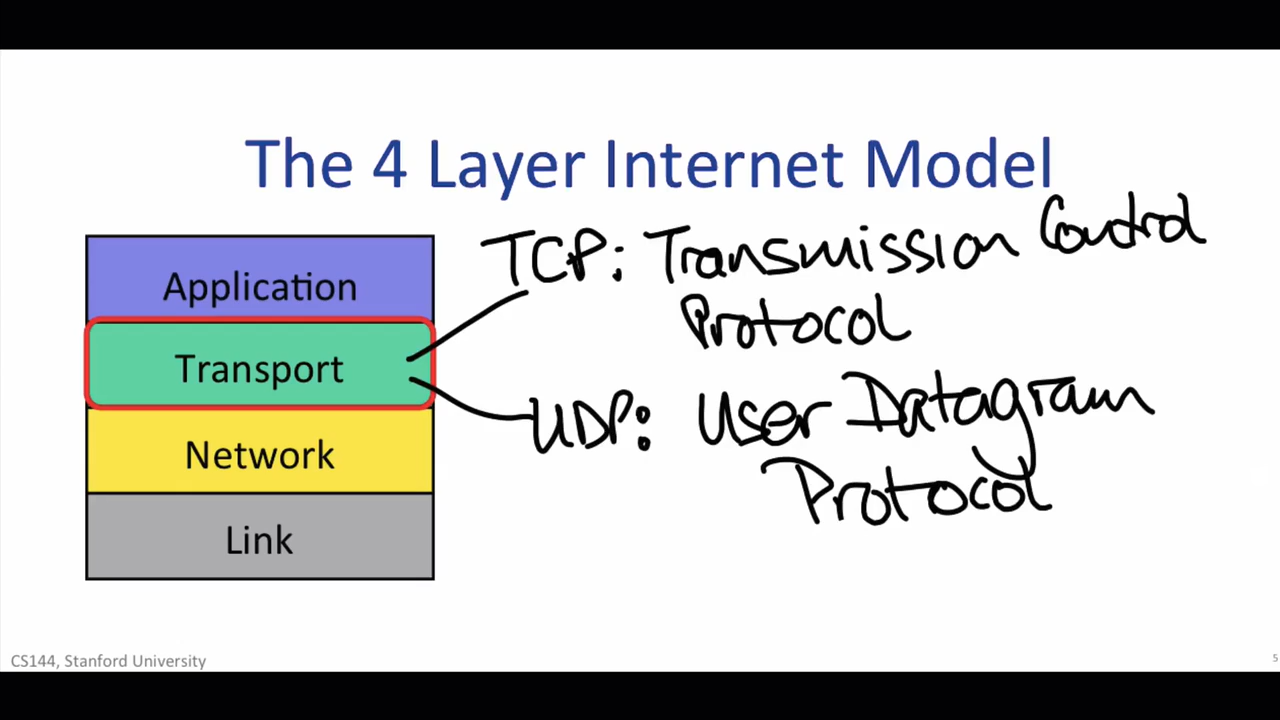 The 4 Layer Internet Model
Application
Transport
Network
Link
TCP: Transmission Control
Protocol
UDP: User Datagram
Protocol
CS144, Stanford University
5